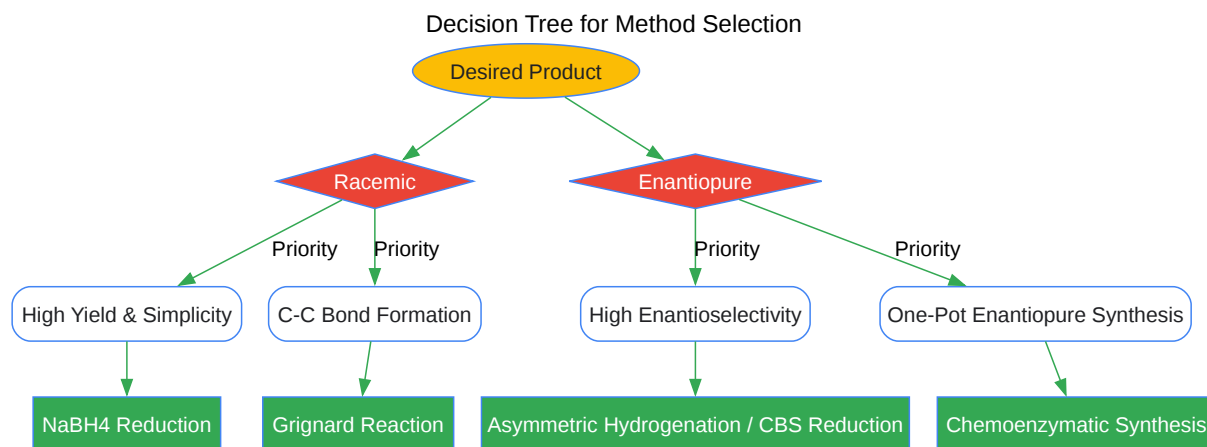 Decision Tree for Method Selection
Desired Product
Racemic
Enantiopure
Priority
Priority
Priority
Priority
High Yield & Simplicity
C-C Bond Formation
High Enantioselectivity
One-Pot Enantiopure Synthesis
NaBH4 Reduction
Grignard Reaction
Asymmetric Hydrogenation / CBS Reduction
Chemoenzymatic Synthesis